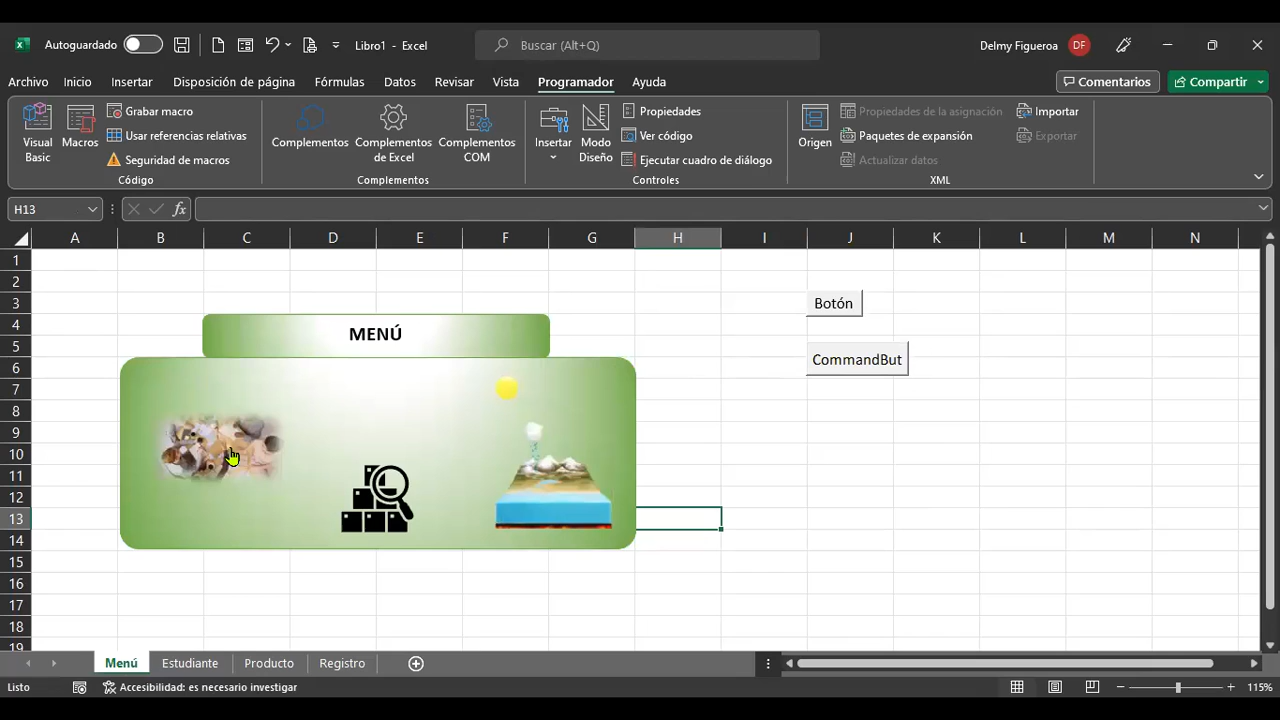 Autoguardado
Libro1 - Excel
Buscar (Alt+Q)
Delmy Figueroa
DF
Archivo Inicio Insertar Disposición de página Fórmulas Datos Revisar Vista Programador Ayuda
Comentarios
Compartir
Visual Basic
Macros
Grabar macro
Usar referencias relativas
Seguridad de macros
Código
Complementos
Complementos de Excel
Complementos COM
Complementos
Insertar
Modo Diseño
Propiedades
Ver código
Ejecutar cuadro de diálogo
Controles
Origen
Propiedades de la asignación
Paquetes de expansión
Actualizar datos
Importar
Exportar
XML
H13
fx
A B C D E F G H I J K L M N
1
2
3
4
5
6
7
8
9
10
11
12
13
14
15
16
17
18
19
MENÚ
Botón
CommandBut
Menú Estudiante Producto Registro
Listo
Accesibilidad: es necesario investigar
115%